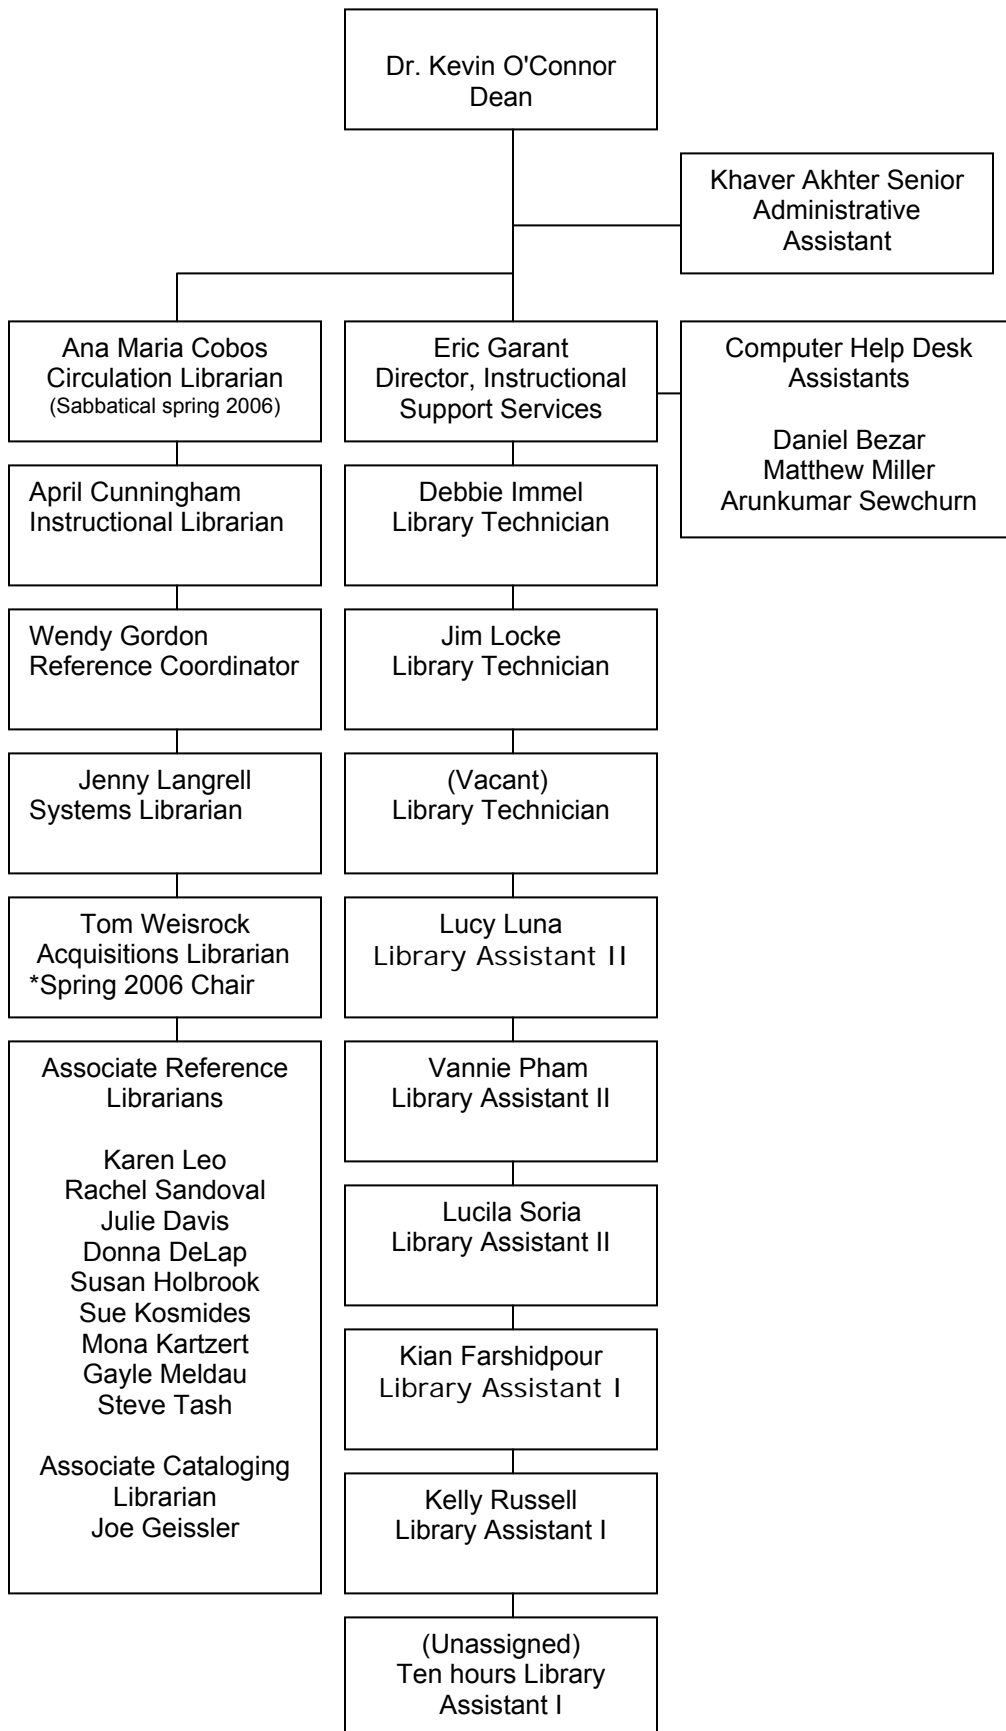 Dr. Kevin O'Connor
Dean
Khaver Akhter Senior
Administrative
Assistant
Ana Maria Cobos
Circulation Librarian
(Sabbatical spring 2006)
Eric Garant
Director, Instructional
Support Services
Computer Help Desk
Assistants
Daniel Bezar
Matthew Miller
Arunkumar Sewchurn
April Cunningham
Instructional Librarian
Debbie Immel
Library Technician
Wendy Gordon
Reference Coordinator
Jim Locke
Library Technician
Jenny Langrell
Systems Librarian
(Vacant)
Library Technician
Tom Weisrock
Acquisitions Librarian
*Spring 2006 Chair
Lucy Luna
Library Assistant II
Associate Reference
Librarians
Karen Leo
Rachel Sandoval
Julie Davis
Donna DeLap
Susan Holbrook
Sue Kosmides
Mona Kartzert
Gayle Meldau
Steve Tash
Associate Cataloging
Librarian
Joe Geissler
Vannie Pham
Library Assistant II
Lucila Soria
Library Assistant II
Kian Farshidpour
Library Assistant I
Kelly Russell
Library Assistant I
(Unassigned)
Ten hours Library
Assistant I